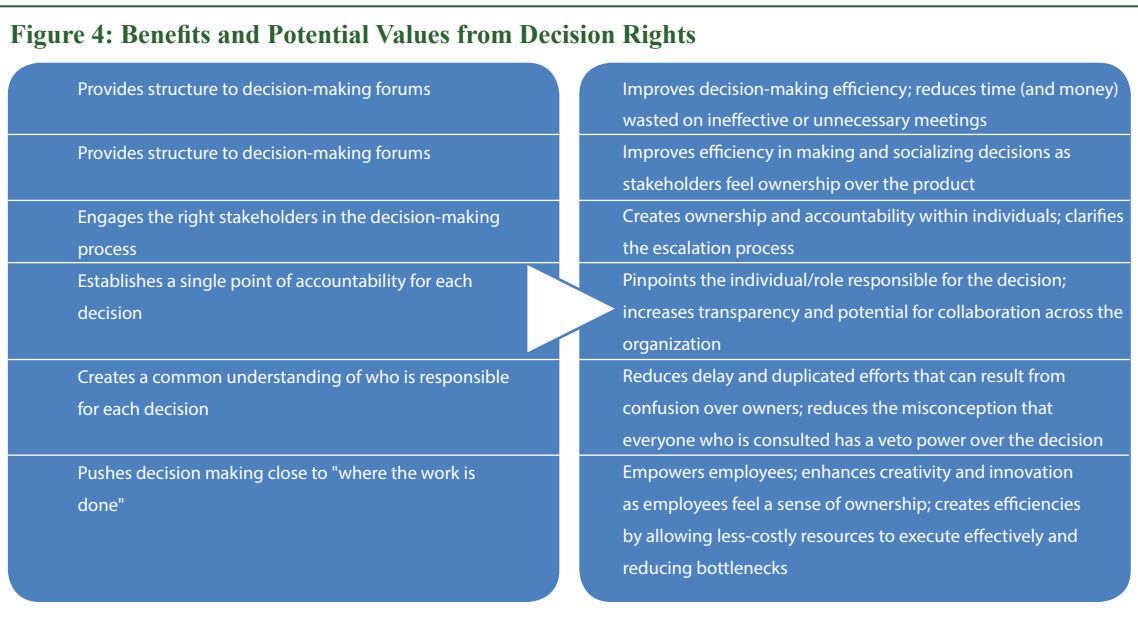 Figure 4: Benefits and Potential Values from Decision Rights
Provides structure to decision-making forums
Improves decision-making efficiency; reduces time (and money)
wasted on ineffective or unnecessary meetings
Provides structure to decision-making forums
Improves efficiency in making and socializing decisions as
stakeholders feel ownership over the product
Engages the right stakeholders in the decision-making
process
Creates ownership and accountability within individuals; clarifies
the escalation process
Establishes a single point of accountability for each
decision
Pinpoints the individual/role responsible for the decision;
increases transparency and potential for collaboration across the
organization
Creates a common understanding of who is responsible
for each decision
Reduces delay and duplicated efforts that can result from
confusion over owners; reduces the misconception that
everyone who is consulted has a veto power over the decision
Pushes decision making close to "where the work is
done"
Empowers employees; enhances creativity and innovation
as employees feel a sense of ownership; creates efficiencies
by allowing less-costly resources to execute effectively and
reducing bottlenecks